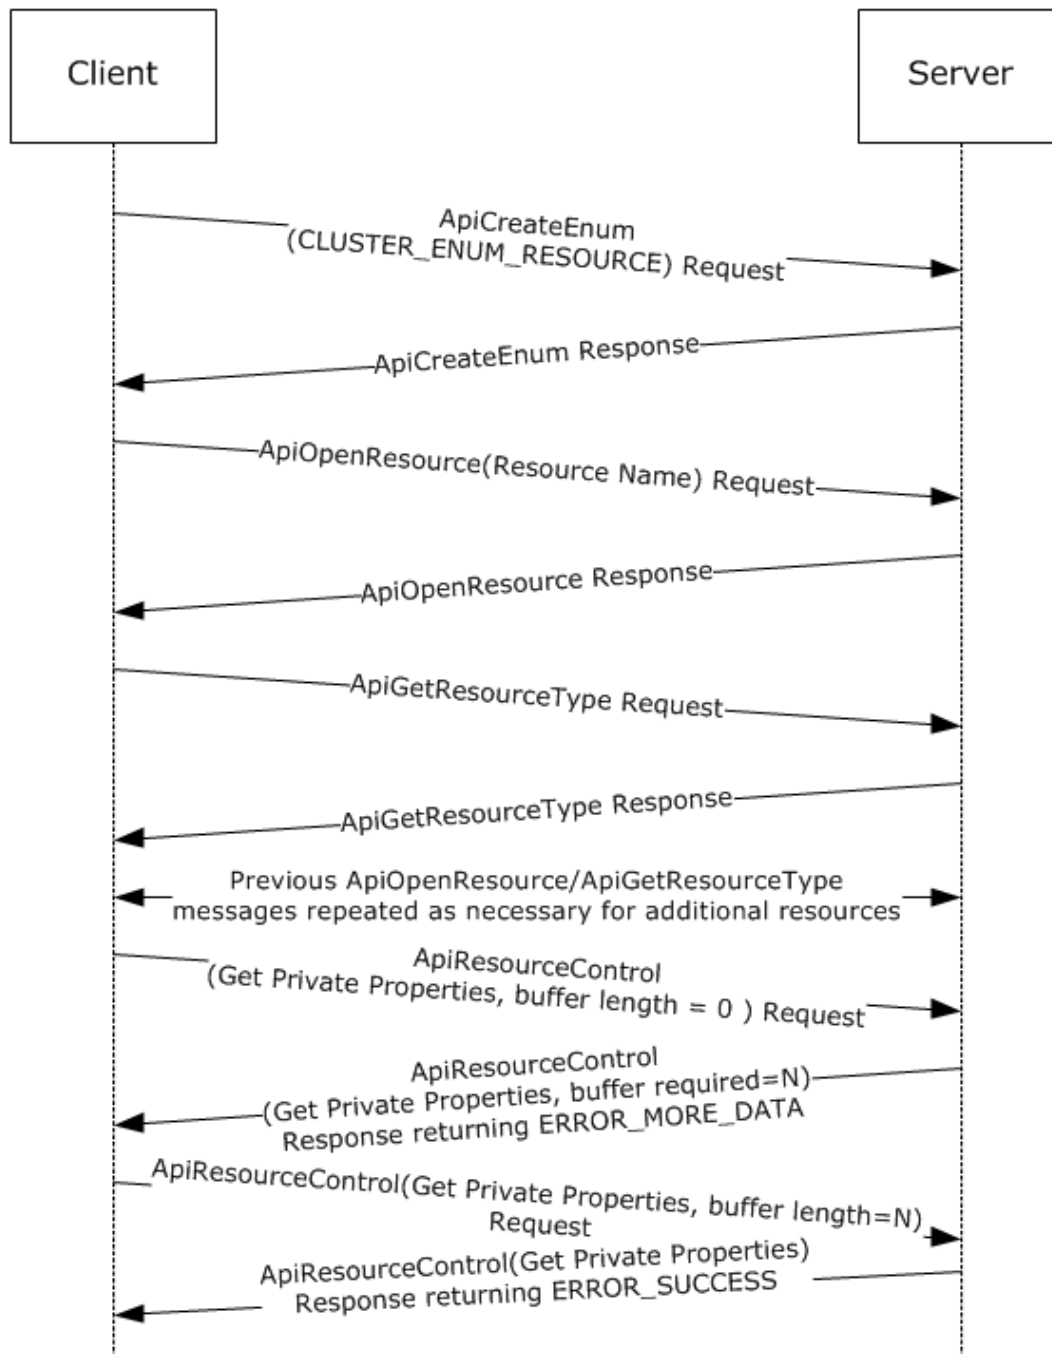 Client
Server
ApiCreateEnum
(CLUSTER_ENUM_RESOURCE) Request
ApiCreateEnum Response
ApiOpenResource(Resource Name) Request
ApiOpenResource Response
ApiGetResourceType Request
ApiGetResourceType Response
Previous ApiOpenResource/ApiGetResourceType
messages repeated as necessary for additional resources
ApiResourceControl
(Get Private Properties, buffer length = 0 ) Request
ApiResourceControl
(Get Private Properties, buffer required=N)
Response returning ERROR_MORE_DATA
ApiResourceControl(Get Private Properties, buffer length=N)
Request
ApiResourceControl(Get Private Properties)
Response returning ERROR_SUCCESS